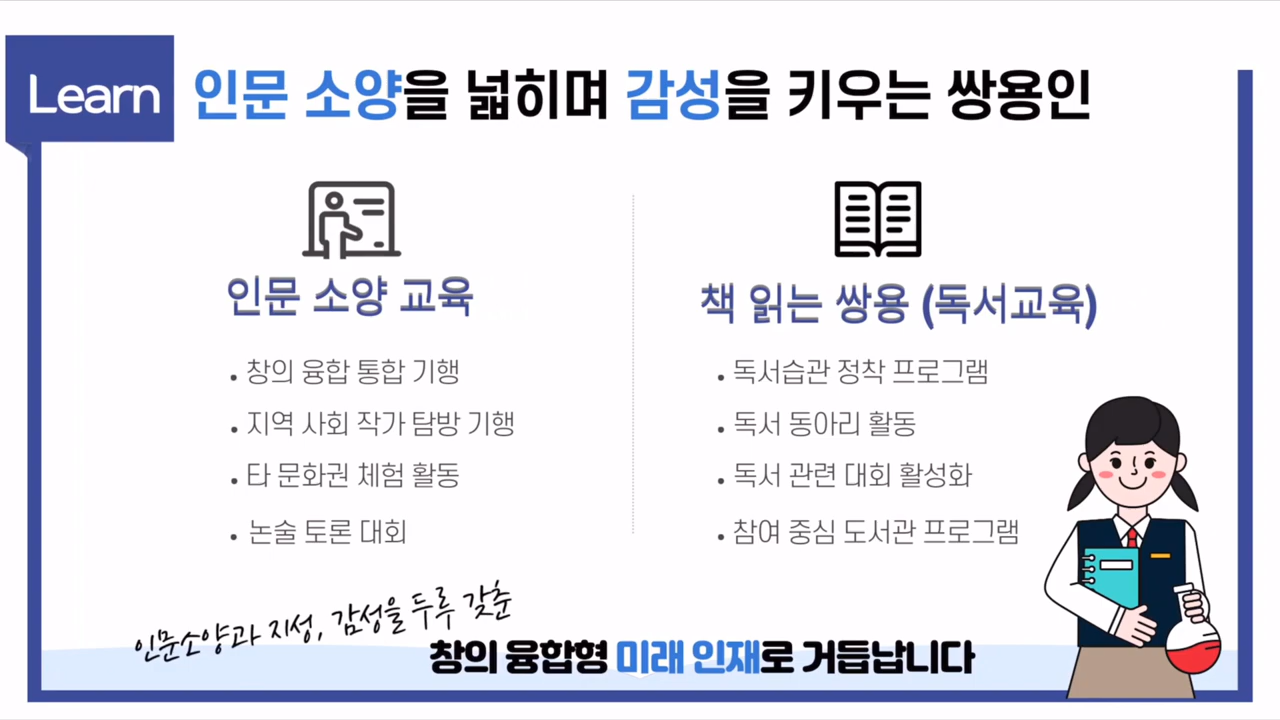 Learn
인문 소양을 넓히며 감성을 키우는 쌍용인
인문 소양 교육
• 창의 융합 통합 기행
• 지역 사회 작가 탐방 기행
• 타 문화권 체험 활동
• 논술 토론 대회
책 읽는 쌍용 (독서교육)
• 독서습관 정착 프로그램
• 독서 동아리 활동
• 독서 관련 대회 활성화
• 참여 중심 도서관 프로그램
인문소양과 지성, 감성을 두루 갖춘
창의 융합형 미래 인재로 거듭납니다